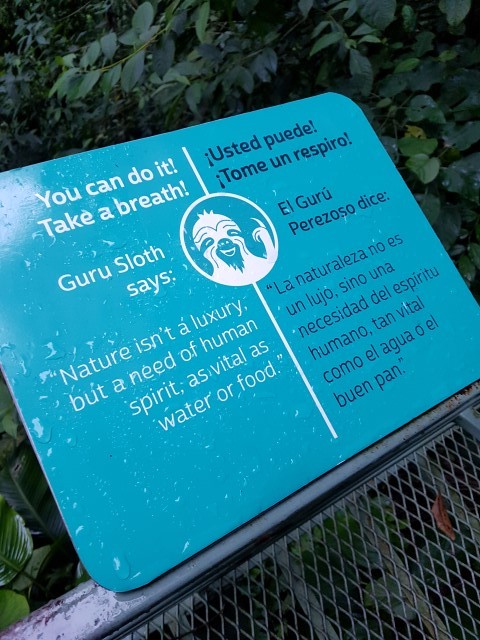 You can do it!
Take a breath!
Guru Sloth
says:
"Nature isn't a luxury,
but a need of human
spirit, as vital as
water or food."
¡Usted puede!
¡Tome un respiro!
El Gurú
Perezoso dice:
"La naturaleza no es
un lujo, sino una
necesidad del espíritu
humano, tan vital
como el agua o el
buen pan."